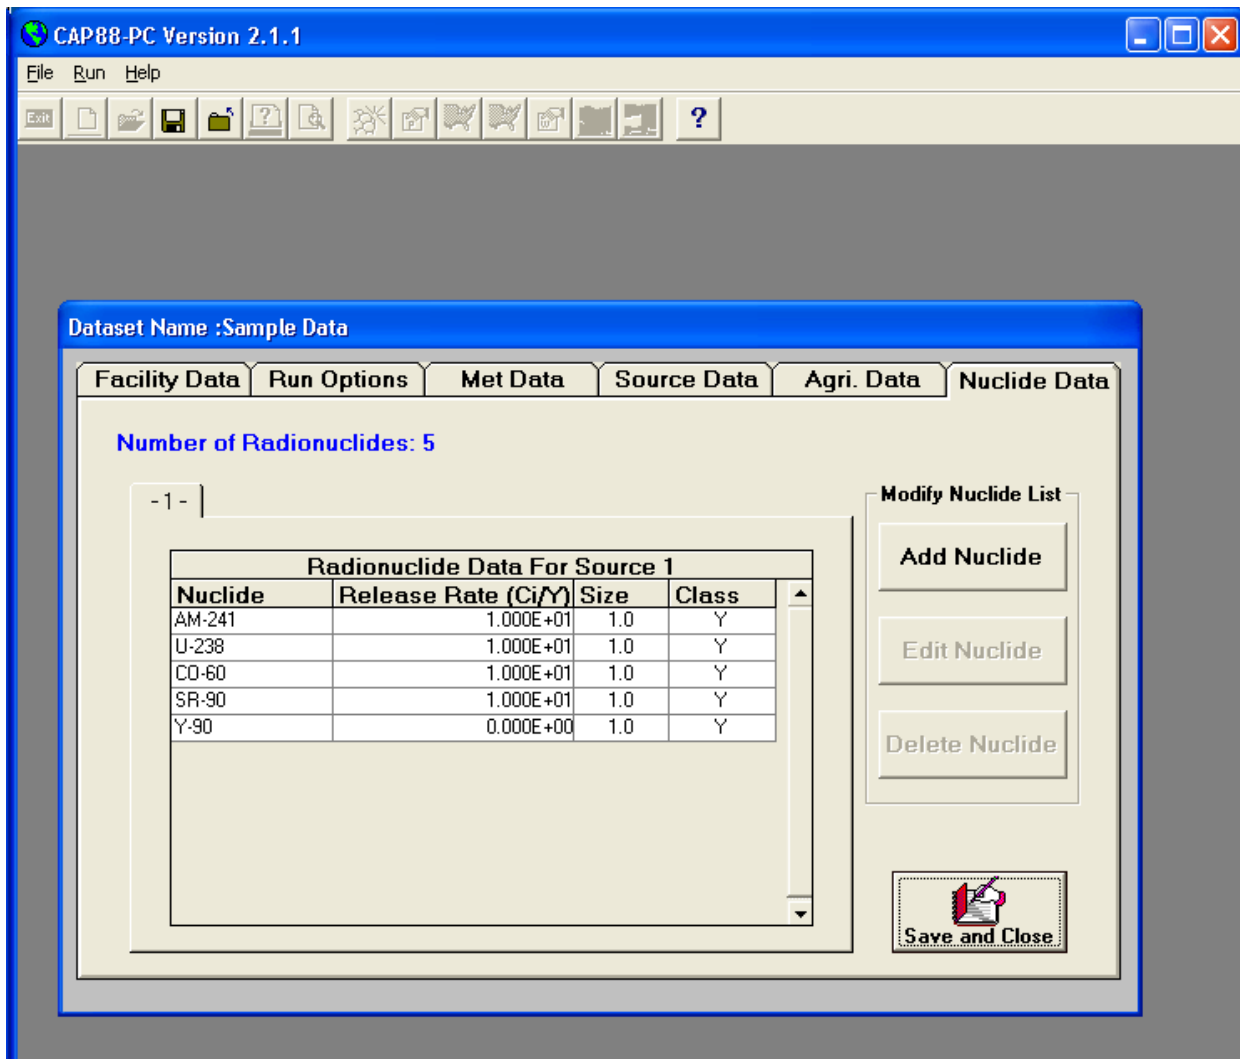 CAP88-PC Version 2.1.1
File Run Help
Exit
Dataset Name :Sample Data
Facility Data Run Options Met Data Source Data Agri. Data Nuclide Data
Number of Radionuclides: 5
- 1 -
Modify Nuclide List
Radionuclide Data For Source 1
Nuclide Release Rate (Ci/Y) Size Class
AM-241 1.000E+01 1.0 Y
U-238 1.000E+01 1.0 Y
CO-60 1.000E+01 1.0 Y
SR-90 1.000E+01 1.0 Y
Y-90 0.000E+00 1.0 Y
Add Nuclide
Edit Nuclide
Delete Nuclide
Save and Close